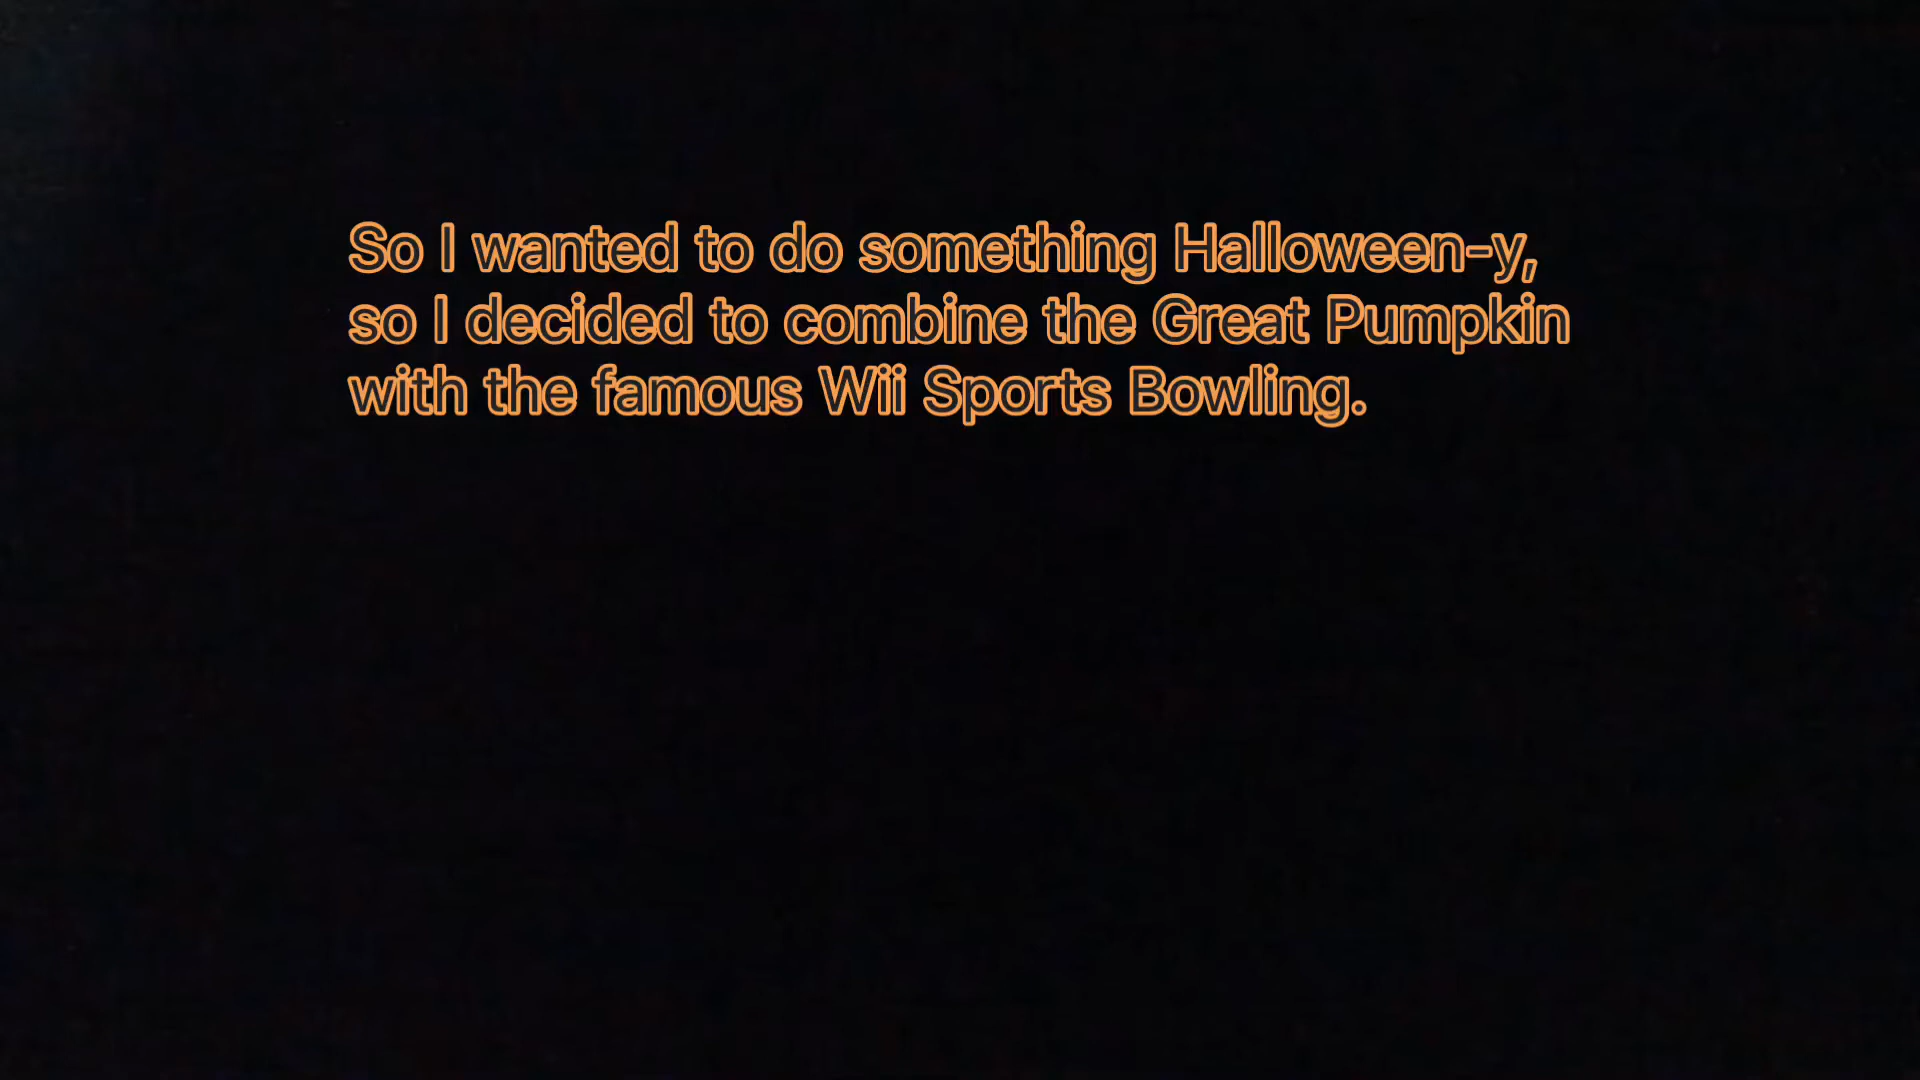 So I wanted to do something Halloween-y,
so I decided to combine the Great Pumpkin
with the famous Wii Sports Bowling.